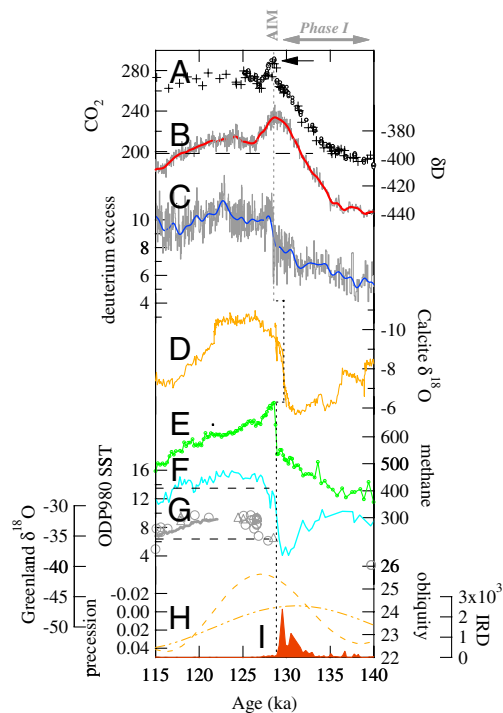 AIM
Phase I
A
280
240
200
CO2
B
-380
-400
-420
-440
δD
C
10
8
6
4
deuterium excess
D
-10
-8
-6
Calcite δ18O
E
600
500
400
300
methane
F
16
12
8
4
ODP980 SST
G
-30
-35
-40
-45
-50
Greenland δ18O
H
-0.02
0.00
0.02
0.04
precession
I
26
25
24
23
22
obliquity
3x10³
2
1
0
IRD
115 120 125 130 135 140
Age (ka)